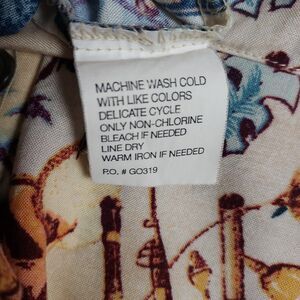 MACHINE WASH COLD
WITH LIKE COLORS
DELICATE CYCLE
ONLY NON-CHLORINE
BLEACH IF NEEDED
LINE DRY
WARM IRON IF NEEDED
P.O. # GO319